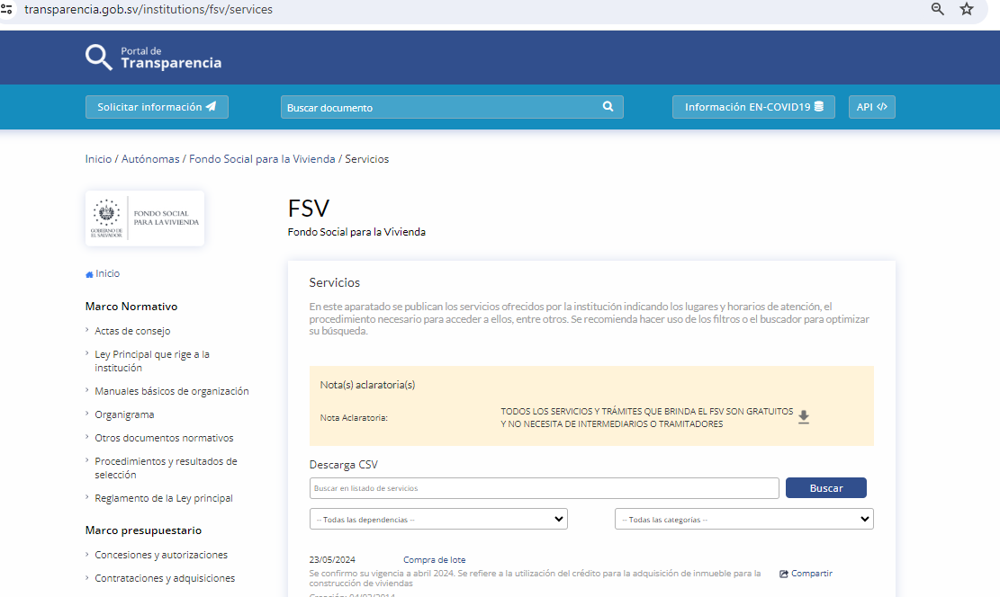 transparencia.gob.sv/institutions/fsv/services
Portal de
Transparencia
Solicitar información
Buscar documento
Información EN-COVID19
API </>
Inicio / Autónomas / Fondo Social para la Vivienda / Servicios
GOBIERNO DE
EL SALVADOR
FONDO SOCIAL
PARA LA VIVIENDA
FSV
Fondo Social para la Vivienda
Inicio
Marco Normativo
Actas de consejo
Ley Principal que rige a la
institución
Manuales básicos de organización
Organigrama
Otros documentos normativos
Procedimientos y resultados de
selección
Reglamento de la Ley principal
Marco presupuestario
Concesiones y autorizaciones
Contrataciones y adquisiciones
Servicios
En este aparatado se publican los servicios ofrecidos por la institución indicando los lugares y horarios de atención, el
procedimiento necesario para acceder a ellos, entre otros. Se recomienda hacer uso de los filtros o el buscador para optimizar
su búsqueda.
Nota(s) aclaratoria(s)
Nota Aclaratoria:
TODOS LOS SERVICIOS Y TRÁMITES QUE BRINDA EL FSV SON GRATUITOS
Y NO NECESITA DE INTERMEDIARIOS O TRAMITADORES
Descarga CSV
Buscar en listado de servicios
Buscar
-- Todas las dependencias --
-- Todas las categorías --
23/05/2024 Compra de lote
Se confirmo su vigencia a abril 2024. Se refiere a la utilización del crédito para la adquisición de inmueble para la
construcción de viviendas
Compartir
Creación: 04/02/2014